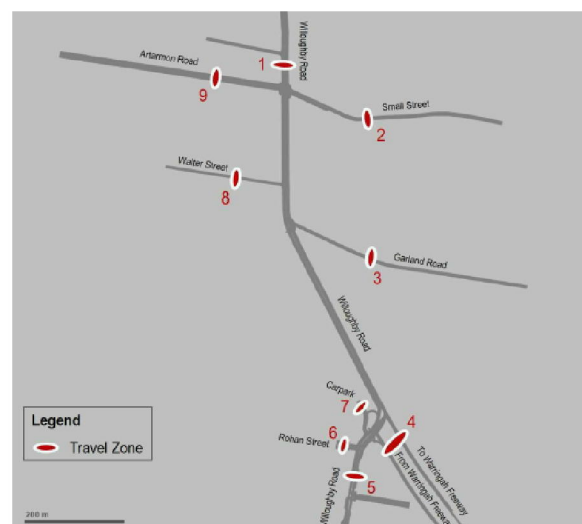 Willoughby Road
Artarmon Road
1
9
Small Street
2
Walter Street
8
Garland Road
3
Willoughby Road
Carpark
7
4
6
Rohan Street
To Warringah Freeway
From Warringah Freeway
5
Willoughby Road
Legend
Travel Zone
200 m